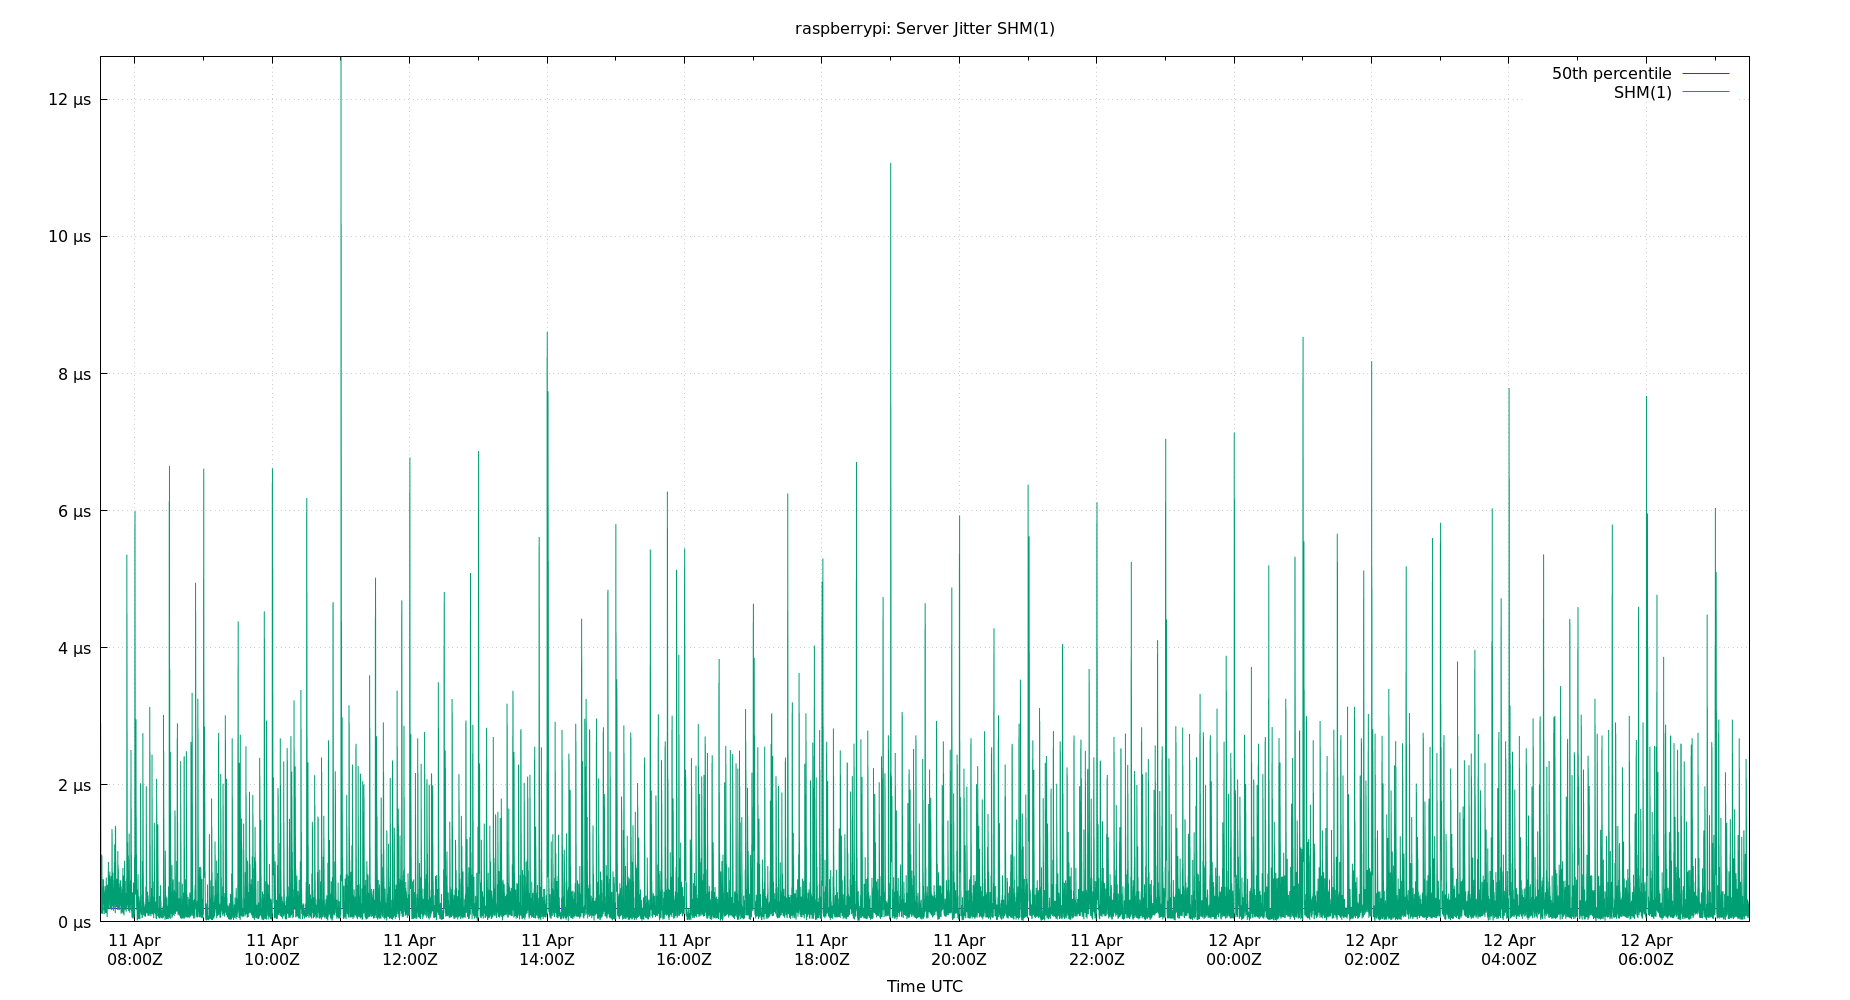 raspberrypi: Server Jitter SHM(1)
50th percentile
SHM(1)
12 µs
10 µs
8 µs
6 µs
4 µs
2 µs
0 µs
11 Apr 11 Apr 11 Apr 11 Apr 11 Apr 11 Apr 11 Apr 11 Apr 12 Apr 12 Apr 12 Apr 12 Apr
08:00Z 10:00Z 12:00Z 14:00Z 16:00Z 18:00Z 20:00Z 22:00Z 00:00Z 02:00Z 04:00Z 06:00Z
Time UTC